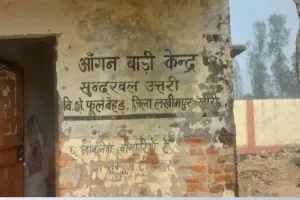 आँगन बाड़ी केन्द्र
सुन्दरवल उत्तरी
वि.क्षे. फूलबेहड़, जिला लखीमपुर खीरी